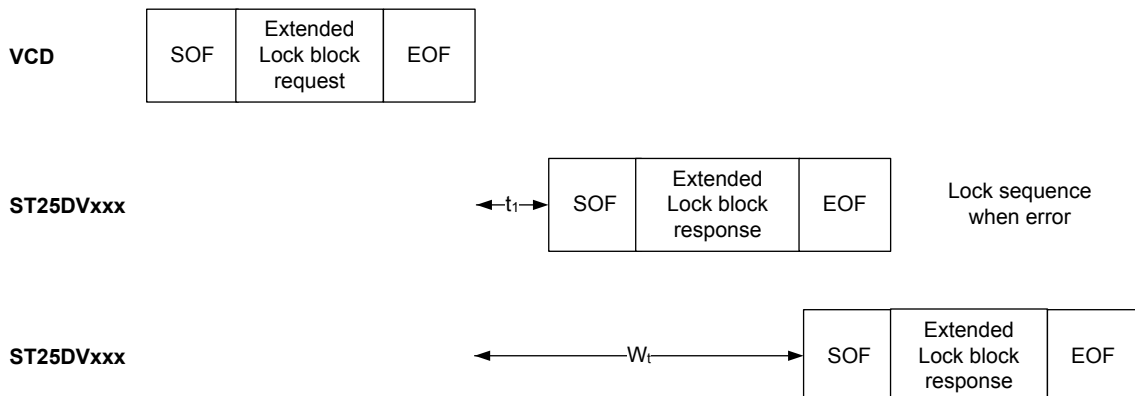 VCD
SOF
Extended
Lock block
request
EOF
ST25DVxxx
t1
SOF
Extended
Lock block
response
EOF
Lock sequence
when error
ST25DVxxx
Wt
SOF
Extended
Lock block
response
EOF